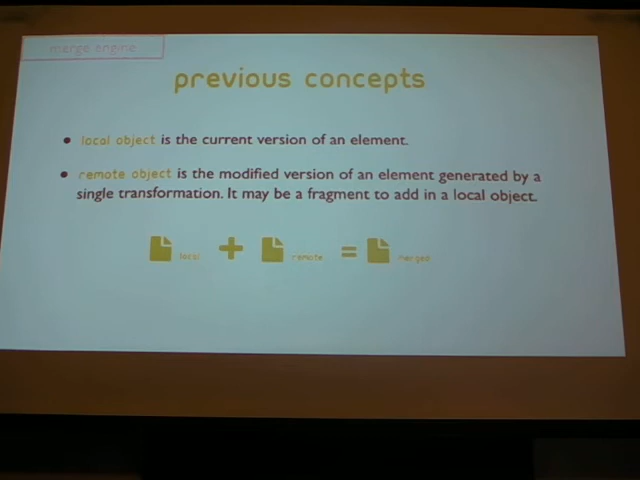 merge engine
previous concepts
• local object is the current version of an element.
• remote object is the modified version of an element generated by a
single transformation. It may be a fragment to add in a local object.
local + remote = merged